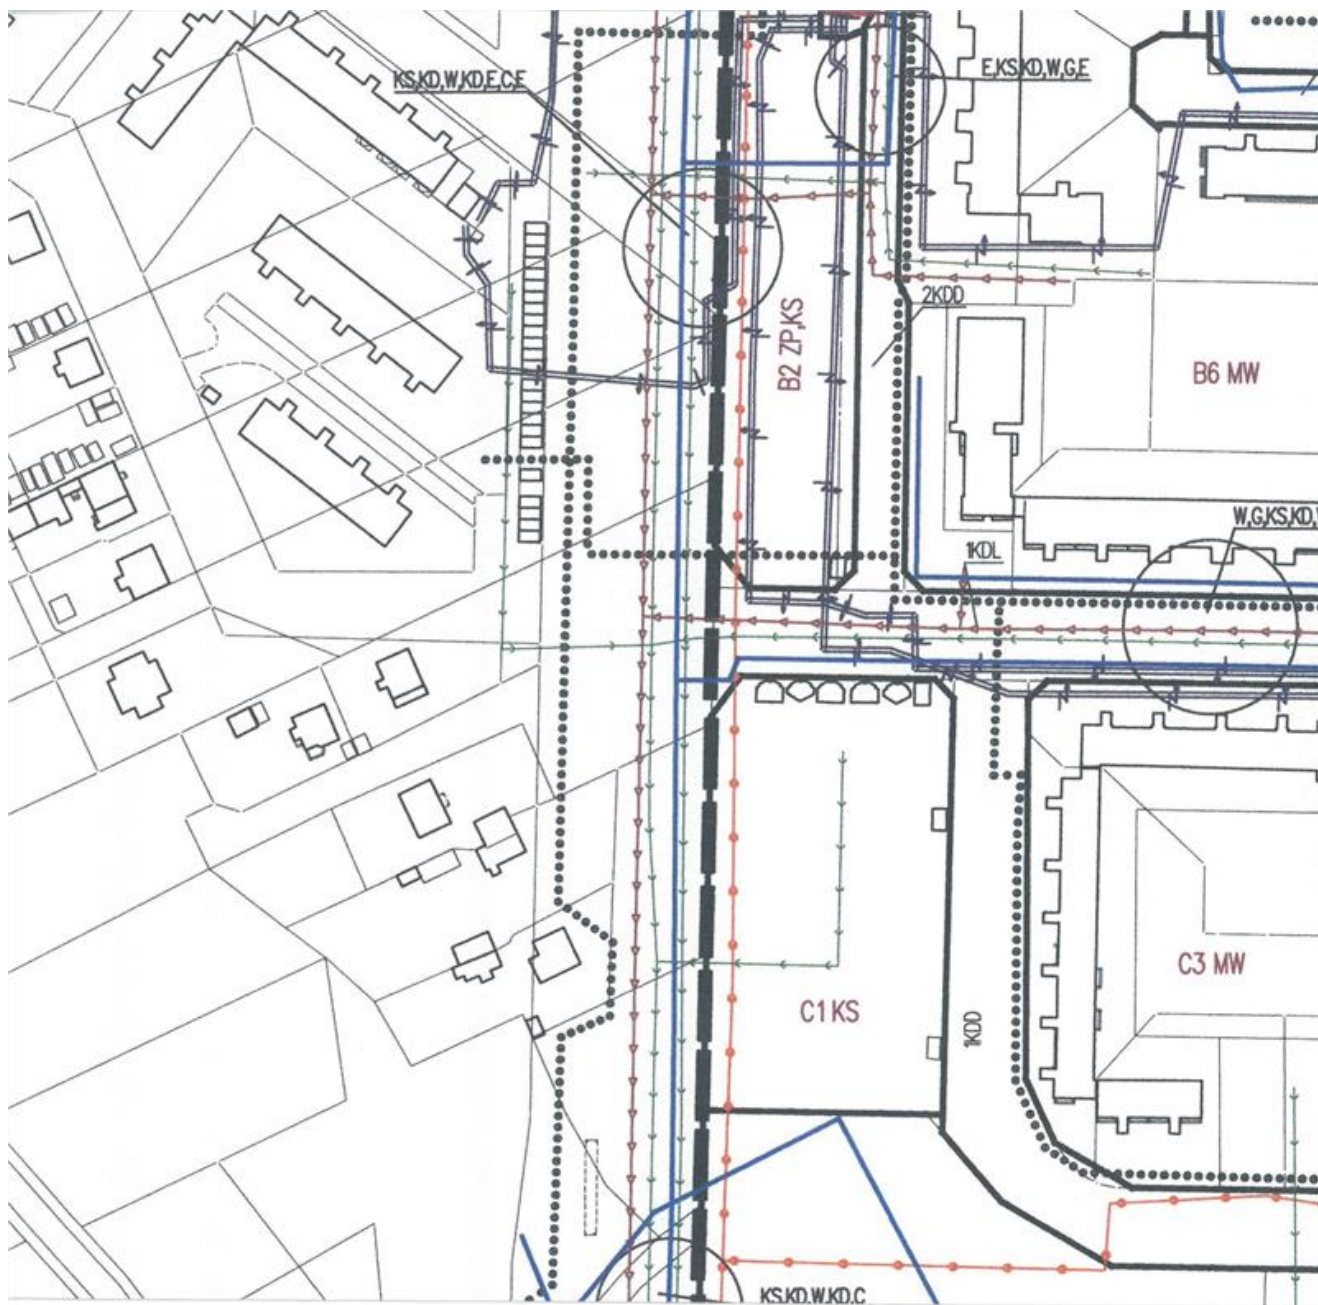 KS,KD,W,KD,E,C,E
E,KS,KD,W,G,E
2KDD
B2 ZP,KS
B6 MW
W,G,KS,KD,
1KDL
C3 MW
C1 KS
1KDD
KS,KD,W,KD,C